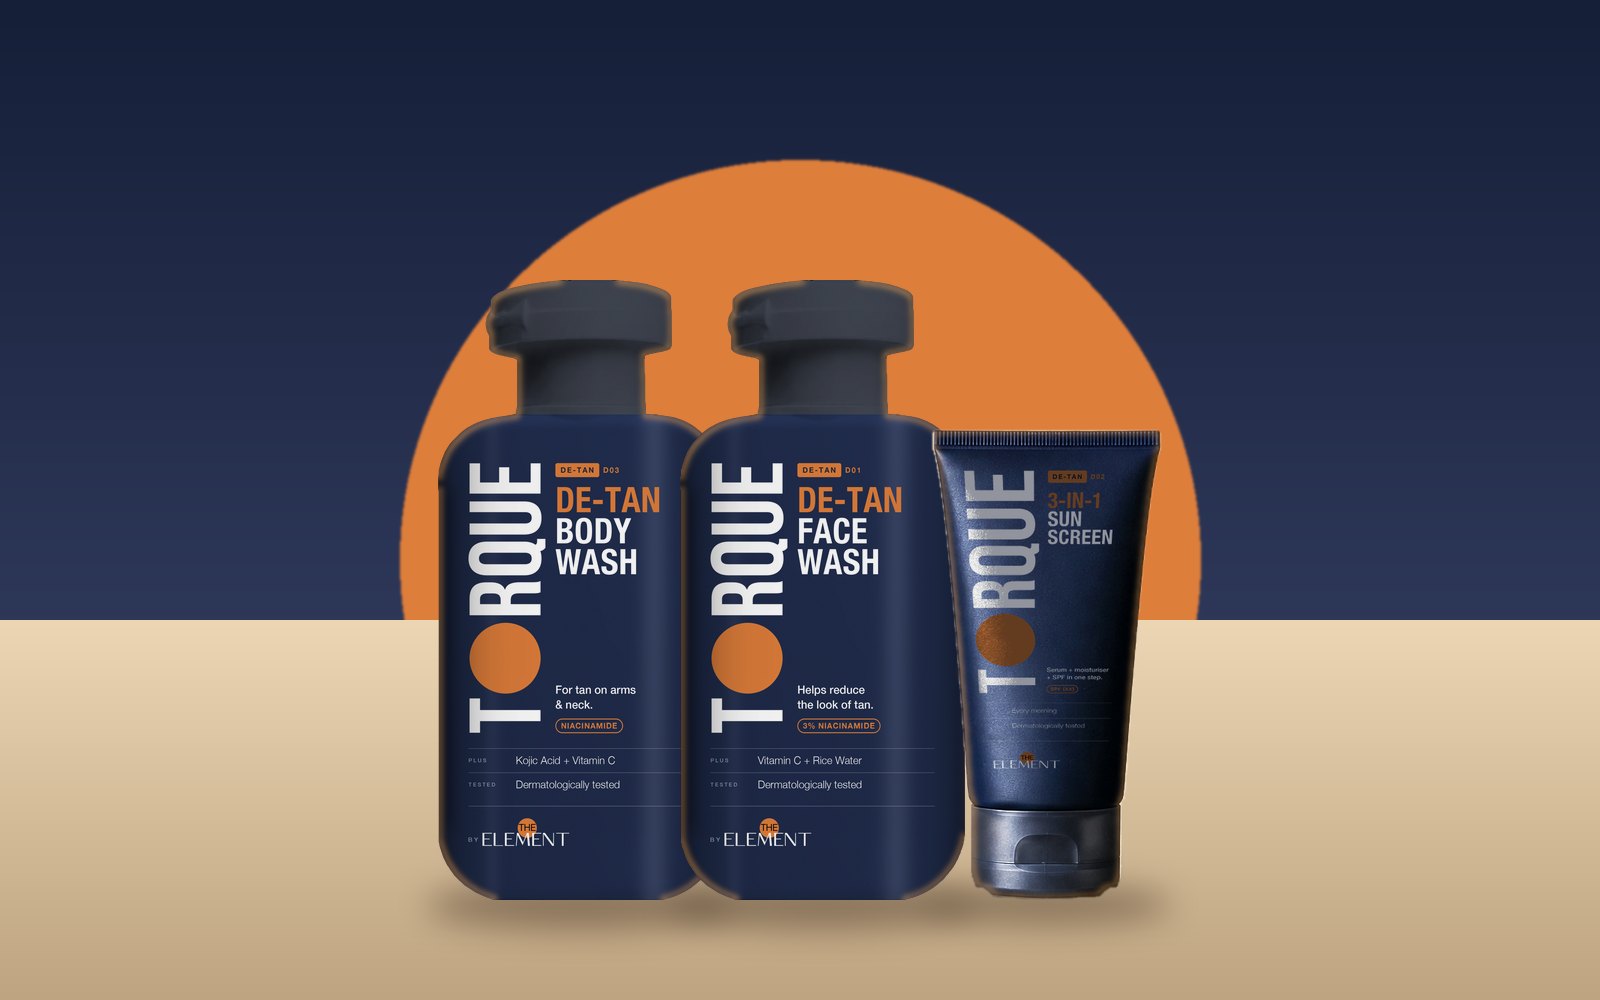 TORQUE
DE-TAN D03
DE-TAN
BODY
WASH
For tan on arms
& neck.
NIACINAMIDE
PLUS Kojic Acid + Vitamin C
TESTED Dermatologically tested
BY THE ELEMENT
TORQUE
DE-TAN D01
DE-TAN
FACE
WASH
Helps reduce
the look of tan.
3% NIACINAMIDE
PLUS Vitamin C + Rice Water
TESTED Dermatologically tested
BY THE ELEMENT
TORQUE
DE-TAN D02
3-IN-1
SUN
SCREEN
Serum + moisturiser
+ SPF in one step.
Every morning
Dermatologically tested
THE ELEMENT